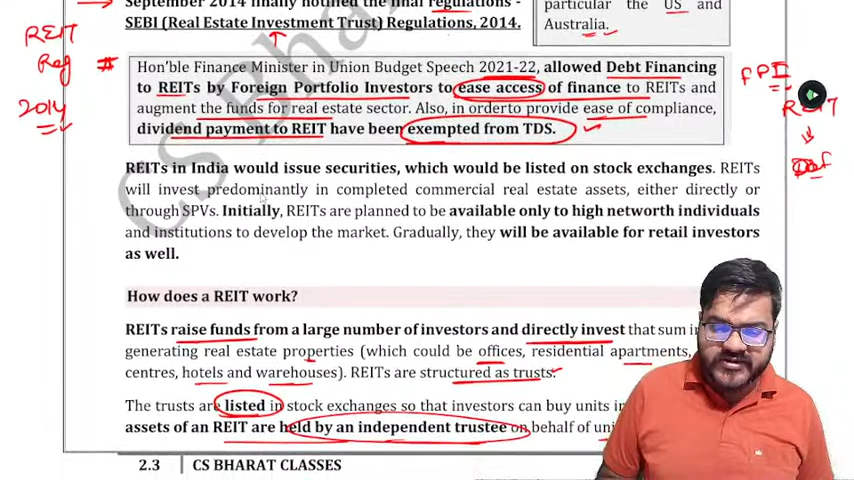 September 2014 finally notified the final regulations -
SEBI (Real Estate Investment Trust) Regulations, 2014.
particular the US and
Australia.
REIT
Reg #
2014
Hon'ble Finance Minister in Union Budget Speech 2021-22, allowed Debt Financing
to REITs by Foreign Portfolio Investors to ease access of finance to REITs and
augment the funds for real estate sector. Also, in orderto provide ease of compliance,
dividend payment to REIT have been exempted from TDS.
FPI
REIT
REITs in India would issue securities, which would be listed on stock exchanges. REITs
will invest predominantly in completed commercial real estate assets, either directly or
through SPVs. Initially, REITs are planned to be available only to high networth individuals
and institutions to develop the market. Gradually, they will be available for retail investors
as well.
How does a REIT work?
REITs raise funds from a large number of investors and directly invest that sum in
generating real estate properties (which could be offices, residential apartments,
centres, hotels and warehouses). REITs are structured as trusts.
The trusts are listed in stock exchanges so that investors can buy units in
assets of an REIT are held by an independent trustee on behalf of
2.3 | CS BHARAT CLASSES
CS Bhar